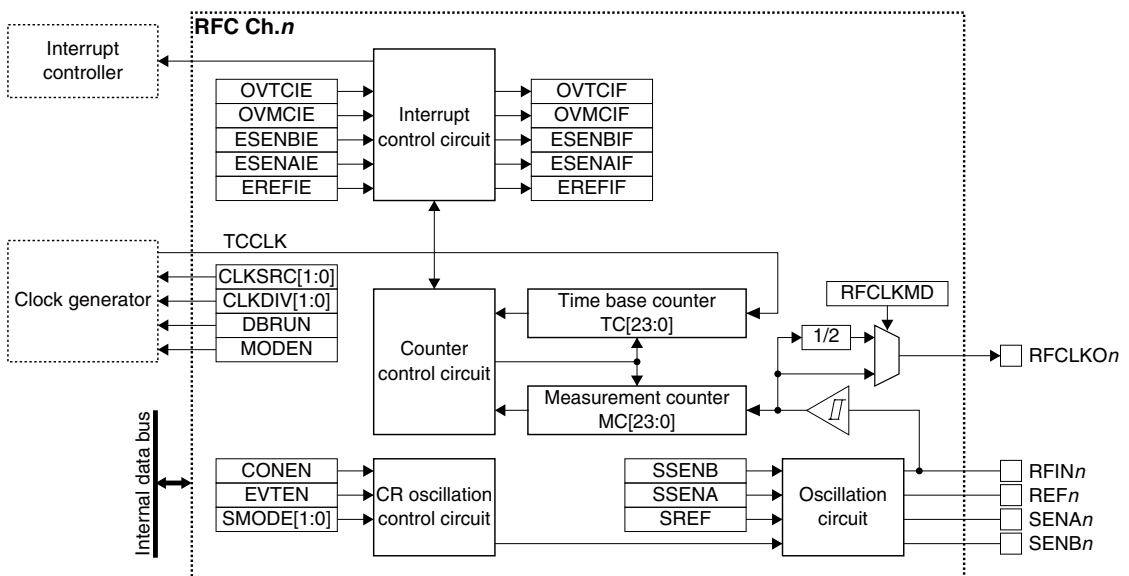 RFC Ch.n
Interrupt
controller
OVTCIE
OVMCIE
ESENBIE
ESENAIE
EREFIE
Interrupt
control circuit
OVTCIF
OVMCIF
ESENBIF
ESENAIF
EREFIF
TCCLK
Clock generator
CLKSRC[1:0]
CLKDIV[1:0]
DBRUN
MODEN
Counter
control circuit
Time base counter
TC[23:0]
Measurement counter
MC[23:0]
RFCLKMD
1/2
RFCLKOn
Internal data bus
CONEN
EVTEN
SMODE[1:0]
CR oscillation
control circuit
SSENB
SSENA
SREF
Oscillation
circuit
RFINn
REFn
SENAn
SENBn